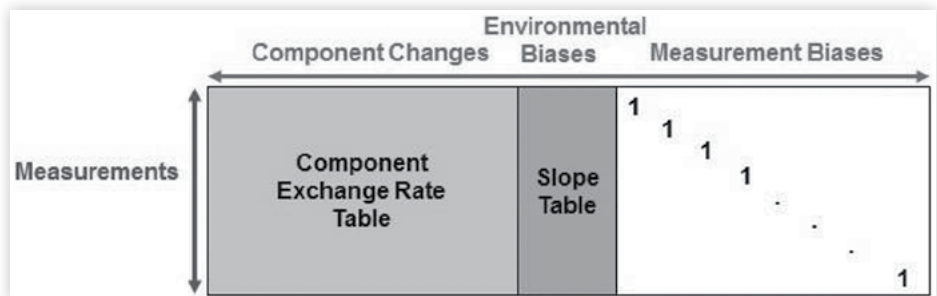 Environmental
Component Changes Biases Measurement Biases
Measurements
Component
Exchange Rate
Table
Slope
Table
1
1
1
1
.
.
.
1